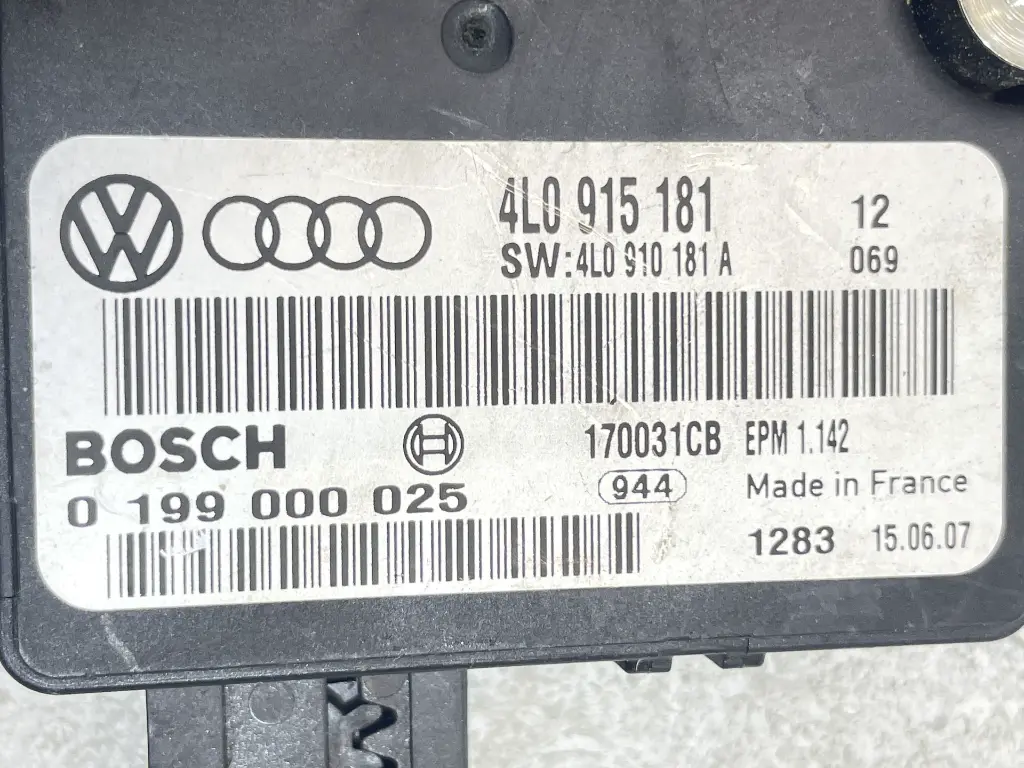 4L0 915 181 12
SW:4L0 910 181 A 069
BOSCH 170031CB EPM 1.142
0 199 000 025 944 Made in France
1283 15.06.07